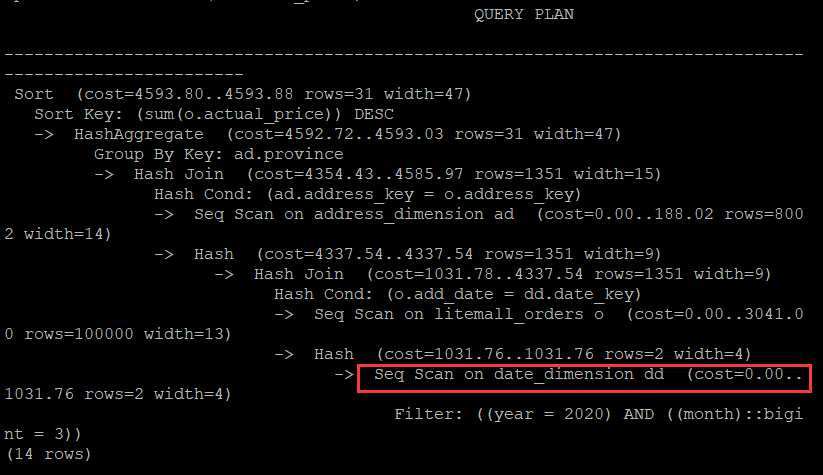 QUERY PLAN
--------------------------------------------------------------------------------
------------------------
Sort  (cost=4593.80..4593.88 rows=31 width=47)
Sort Key: (sum(o.actual_price)) DESC
->  HashAggregate  (cost=4592.72..4593.03 rows=31 width=47)
Group By Key: ad.province
->  Hash Join  (cost=4354.43..4585.97 rows=1351 width=15)
Hash Cond: (ad.address_key = o.address_key)
->  Seq Scan on address_dimension ad  (cost=0.00..188.02 rows=800
2 width=14)
->  Hash  (cost=4337.54..4337.54 rows=1351 width=9)
->  Hash Join  (cost=1031.78..4337.54 rows=1351 width=9)
Hash Cond: (o.add_date = dd.date_key)
->  Seq Scan on litemall_orders o  (cost=0.00..3041.0
0 rows=100000 width=13)
->  Hash  (cost=1031.76..1031.76 rows=2 width=4)
->  Seq Scan on date_dimension dd  (cost=0.00..
1031.76 rows=2 width=4)
Filter: ((year = 2020) AND ((month)::bigi
nt = 3))
(14 rows)